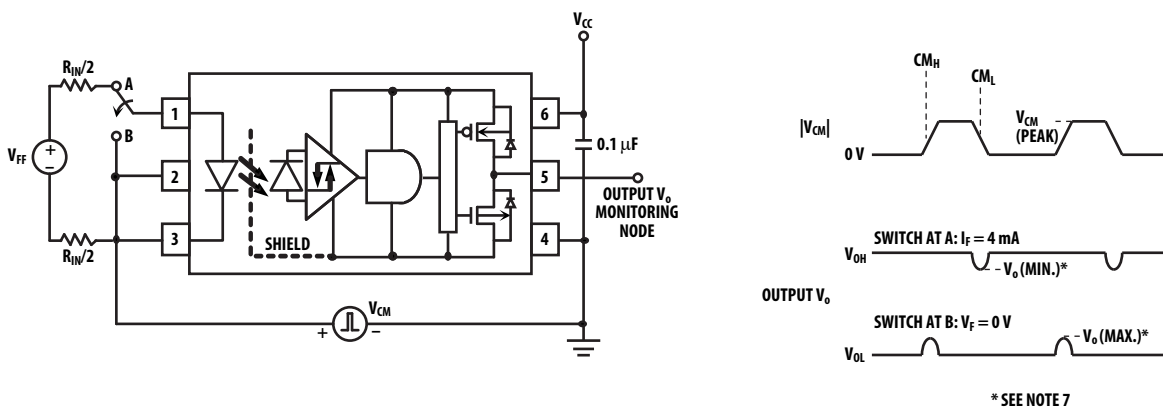 V_CC
R_IN/2
A
B
V_FF
+
−
R_IN/2
1
2
3
SHIELD
6
5
4
0.1 μF
OUTPUT V_o
MONITORING
NODE
V_CM
+
−
CM_H
CM_L
|V_CM|
0 V
V_CM
(PEAK)
SWITCH AT A: I_F = 4 mA
V_OH
V_o (MIN.)*
OUTPUT V_o
SWITCH AT B: V_F = 0 V
V_o (MAX.)*
V_OL
* SEE NOTE 7